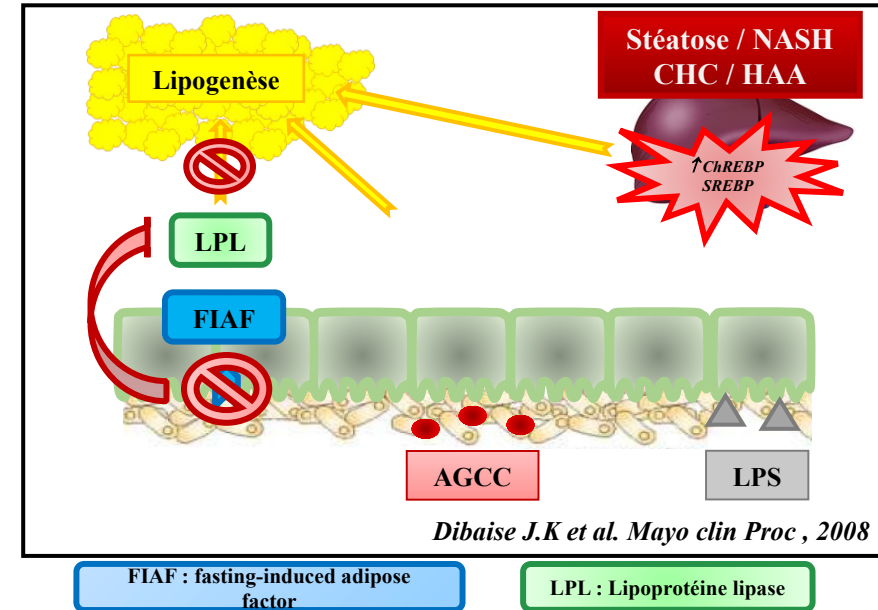 Lipogenèse
Stéatose / NASH
CHC / HAA
↑ChREBP
SREBP
LPL
FIAF
AGCC
LPS
Dibaise J.K et al. Mayo clin Proc , 2008
FIAF : fasting-induced adipose
factor
LPL : Lipoprotéine lipase